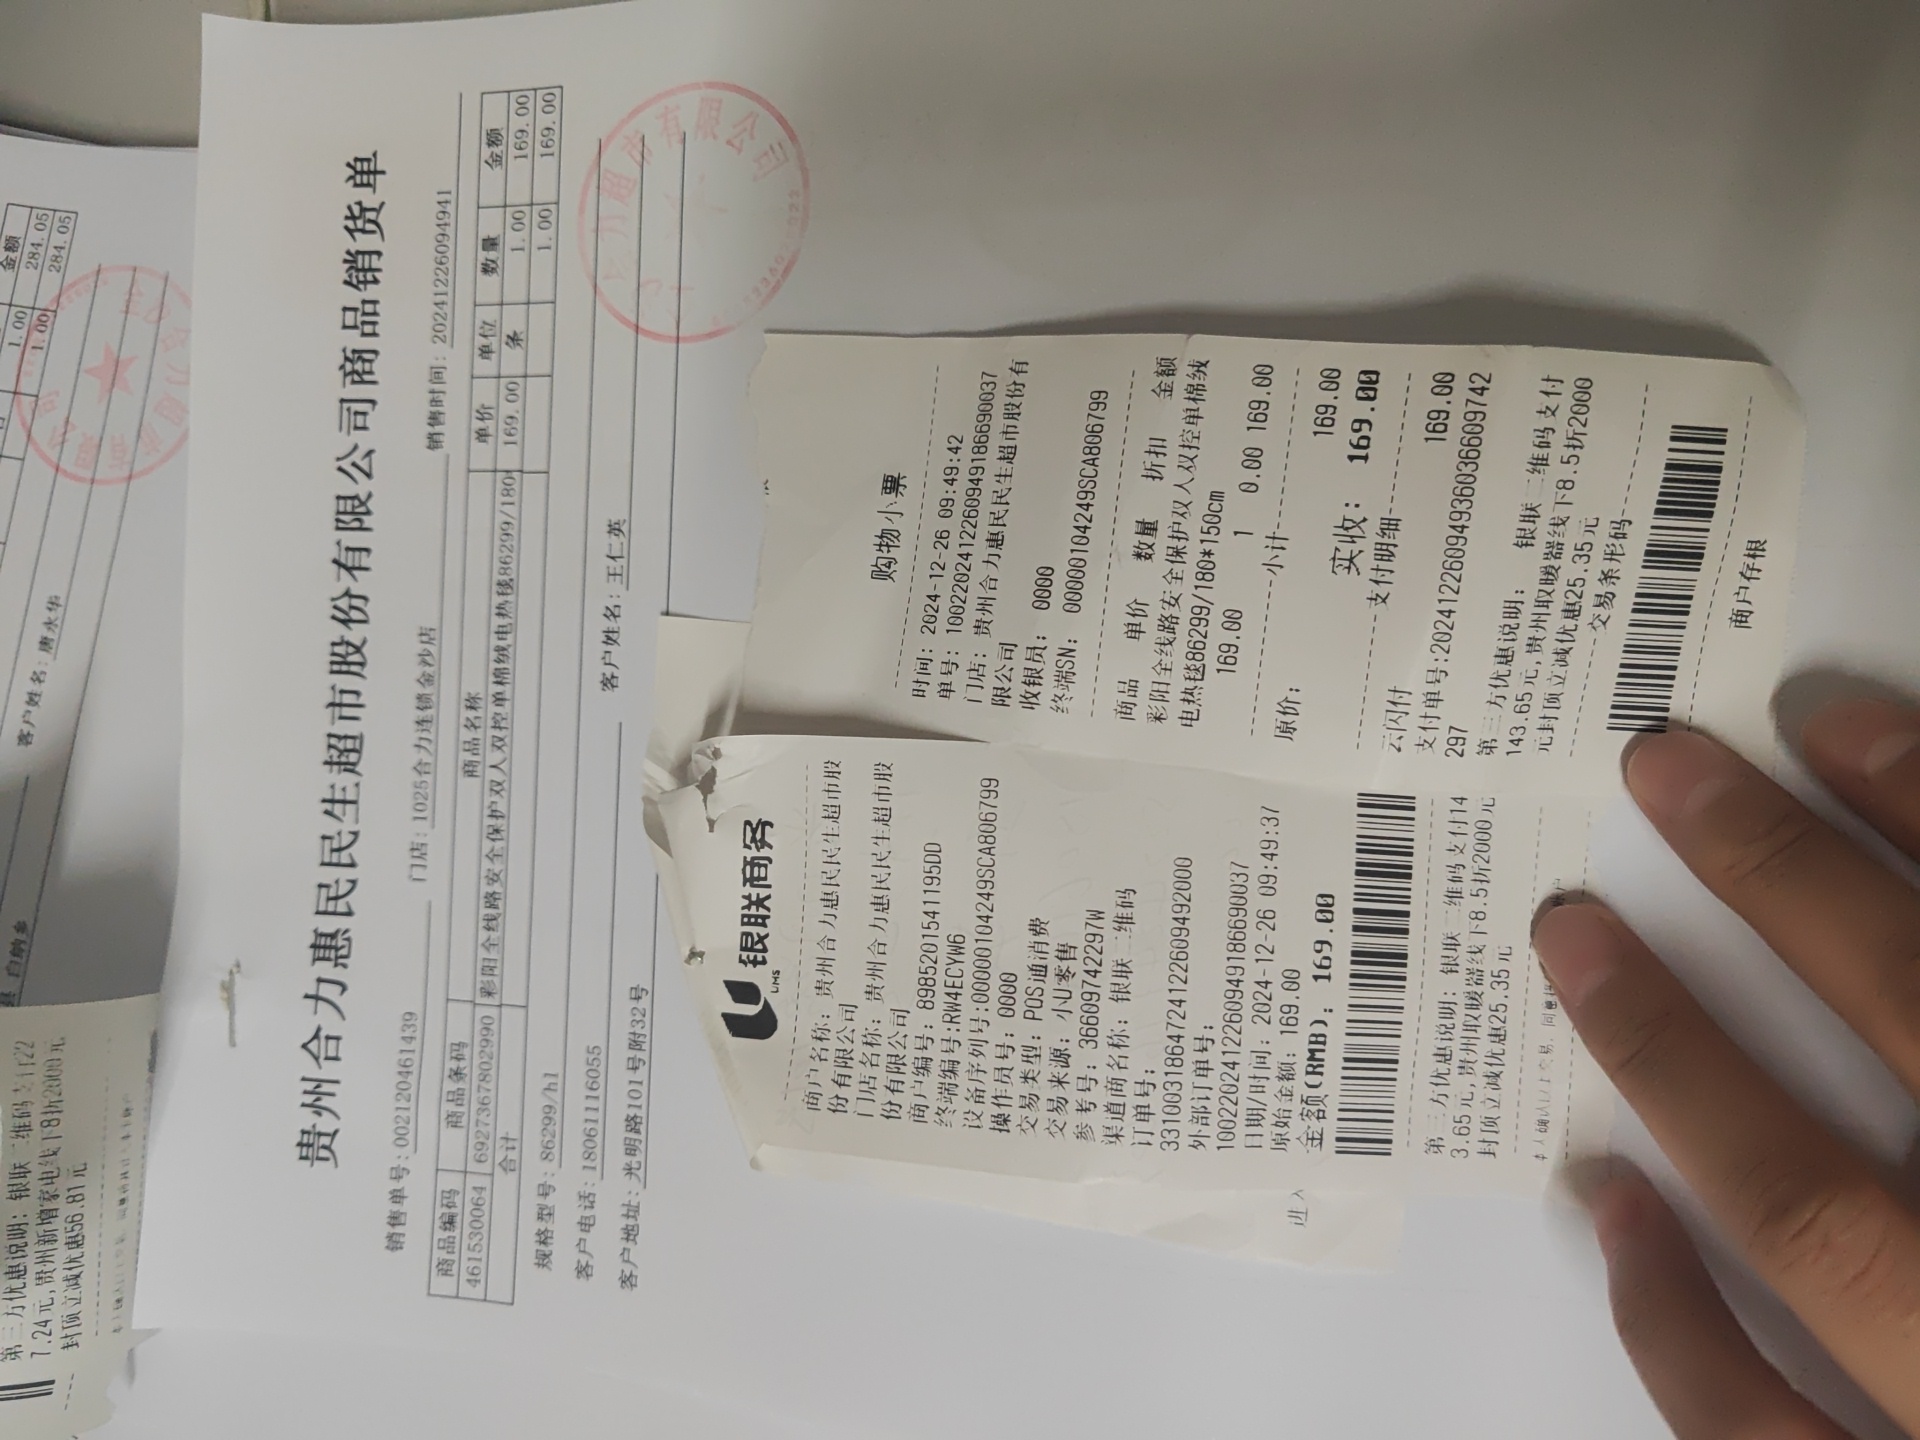 贵州合力惠民民生超市股份有限公司商品销货单
销售单号:002120461439 门店:1025合力连锁金沙店 销售时间:20241226094941
商品编码 商品条码 商品名称 单价 单位 数量 金额
461530064 6927367802990 彩阳全线路安全保护双人双控单棉绒电热毯86299/180 169.00 条 1.00 169.00
合计 1.00 169.00
规格型号:86299/h1
客户电话:18061116055 客户姓名:王仁英
客户地址:光明路101号附32号
合力超市有限公司
银联商务
UMS
商户名称: 贵州合力惠民民生超市股
份有限公司
门店名称: 贵州合力惠民民生超市股
份有限公司
商户编号: 8985201541195DD
终端编号:RW4ECYW6
设备序列号:00000104249SCA806799
操作员号: 0000
交易类型: POS通消费
交易来源: 小U零售
参考号: 36609742297W
渠道商名称: 银联二维码
订单号:
33100318647241226094920​00
外部订单号:
10022024122609491866900​37
日期/时间: 2024-12-26 09:49:37
原始金额: 169.00
金额(RMB): 169.00
第三方优惠说明: 银联二维码支付14
3.65元,贵州取暖器线下8.5折2000元
封顶立减优惠25.35元
购物小票
时间: 2024-12-26 09:49:42
单号: 1002202412260949186690037
门店: 贵州合力惠民民生超市股份有
限公司
收银员: 0000
终端SN: 00000104249SCA806799
商品 单价 数量 折扣 金额
彩阳全线路安全保护双人双控单棉绒
电热毯86299/180*150cm
169.00 1 0.00 169.00
小计
原价: 169.00
实收: 169.00
支付明细
云闪付 169.00
支付单号:20241226094936036609742
297
第三方优惠说明: 银联二维码支付
143.65元,贵州取暖器线下8.5折2000
元封顶立减优惠25.35元
交易条形码
商户存根
金额
1.00 284.05
1.00 284.05
客户姓名:唐永华
第三方优惠说明: 银联二维码支付22
7.24元,贵州新增家电线下8折2000元
封顶立减优惠56.81元